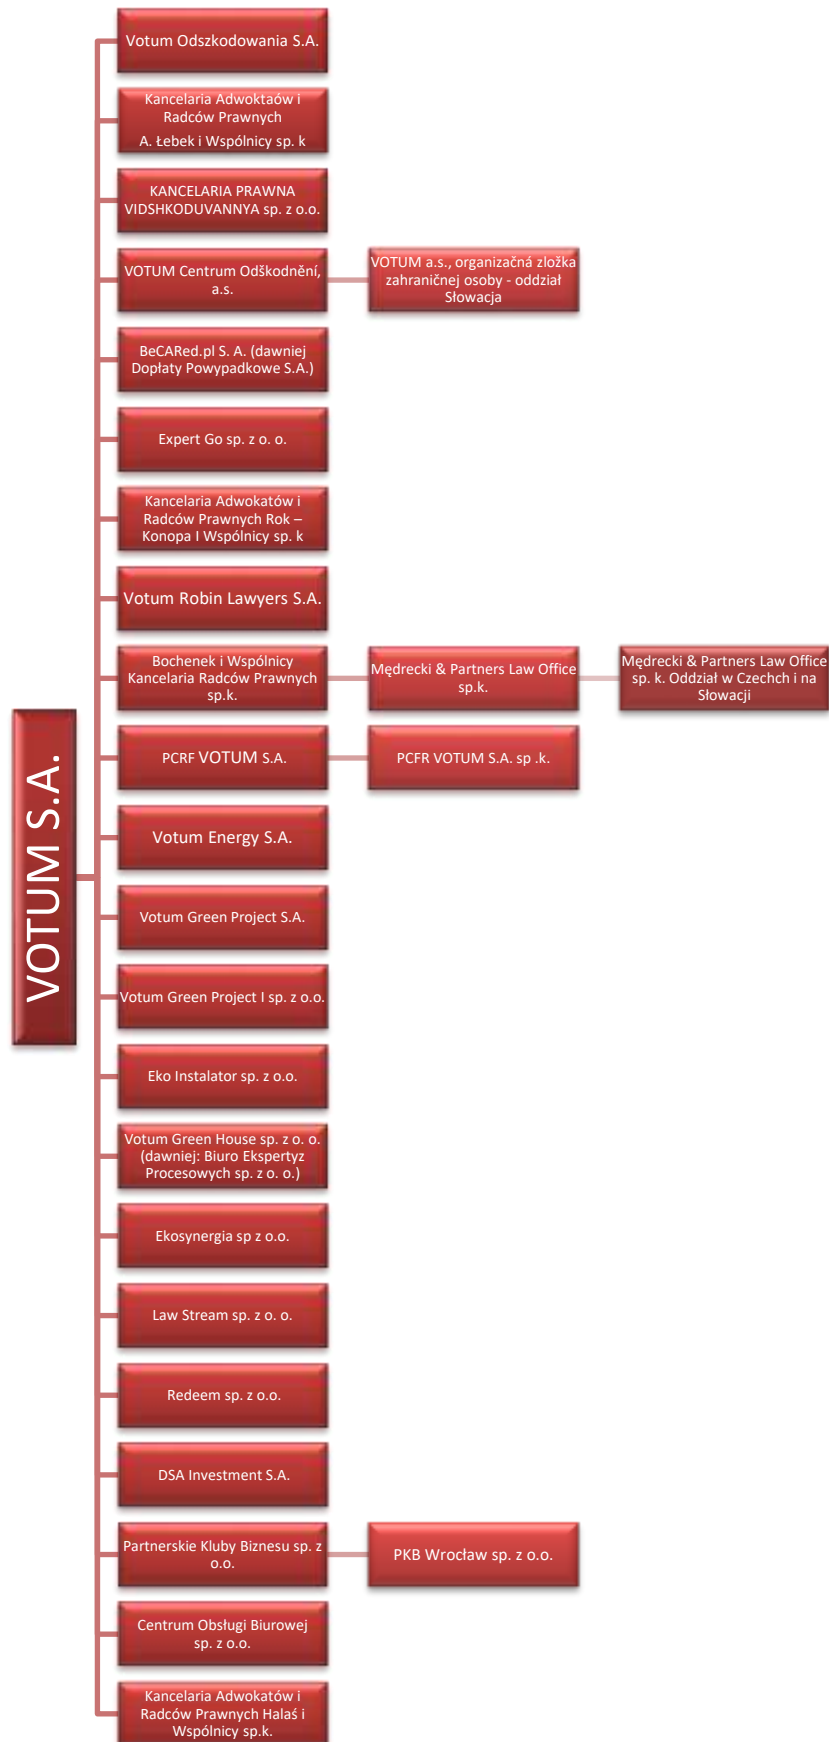 Votum Odszkodowania S.A.
Kancelaria Adwoktaów i
Radców Prawnych
A. Łebek i Wspólnicy sp. k
KANCELARIA PRAWNA
VIDSHKODUVANNYA sp. z o.o.
VOTUM Centrum Odškodnění,
a.s.
VOTUM a.s., organizačná zložka
zahraničnej osoby - oddział
Słowacja
BeCARed.pl S. A. (dawniej
Dopłaty Powypadkowe S.A.)
Expert Go sp. z o. o.
Kancelaria Adwokatów i
Radców Prawnych Rok –
Konopa I Wspólnicy sp. k
Votum Robin Lawyers S.A.
Bochenek i Wspólnicy
Kancelaria Radców Prawnych
sp.k.
Mędrecki & Partners Law Office
sp.k.
Mędrecki & Partners Law Office
sp. k. Oddział w Czechch i na
Słowacji
VOTUM S.A.
PCRF VOTUM S.A.
PCFR VOTUM S.A. sp .k.
Votum Energy S.A.
Votum Green Project S.A.
Votum Green Project I sp. z o.o.
Eko Instalator sp. z o.o.
Votum Green House sp. z o. o.
(dawniej: Biuro Ekspertyz
Procesowych sp. z o. o.)
Ekosynergia sp z o.o.
Law Stream sp. z o. o.
Redeem sp. z o.o.
DSA Investment S.A.
Partnerskie Kluby Biznesu sp. z
o.o.
PKB Wrocław sp. z o.o.
Centrum Obsługi Biurowej
sp. z o.o.
Kancelaria Adwokatów i
Radców Prawnych Halaś i
Wspólnicy sp.k.